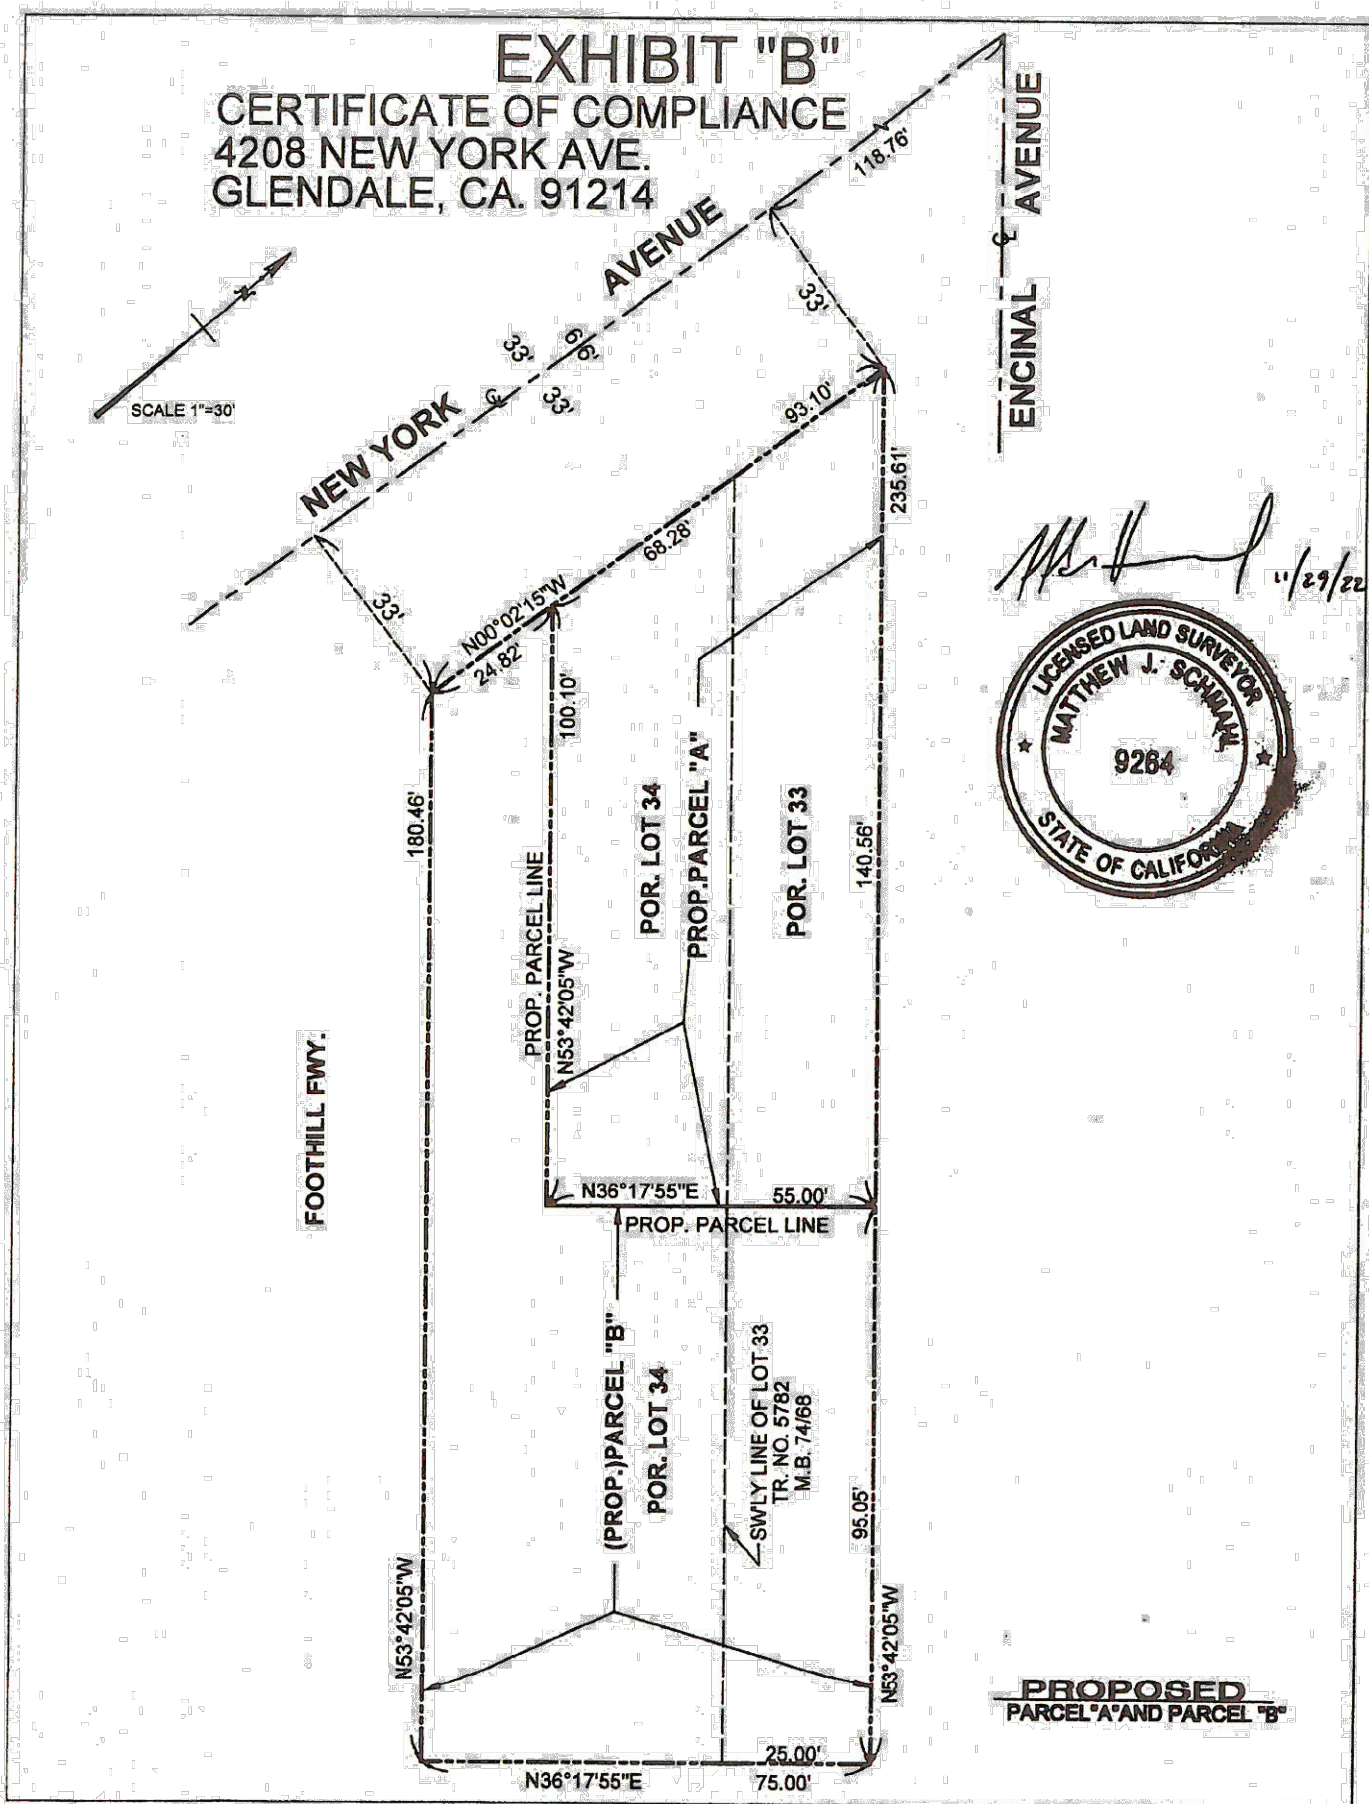 EXHIBIT "B"
CERTIFICATE OF COMPLIANCE
4208 NEW YORK AVE.
GLENDALE, CA. 91214
118.76'
ENCINAL AVENUE
℄
NEW YORK AVENUE
℄
33'
33'
66'
33'
N
SCALE 1"=30'
93.10'
235.61'
68.28'
33'
N00°02'15"W
24.82'
11/29/22
LICENSED LAND SURVEYOR
MATTHEW J. SCHMAHL
9264
STATE OF CALIFORNIA
100.10'
180.46'
POR. LOT 34
PROP.PARCEL "A"
POR. LOT 33
140.56'
PROP. PARCEL LINE
N53°42'05"W
FOOTHILL FWY.
N36°17'55"E
55.00'
PROP. PARCEL LINE
(PROP.)PARCEL "B"
POR. LOT 34
SW'LY LINE OF LOT 33
TR. NO. 5782
M.B. 74/68
95.05'
N53°42'05"W
N53°42'05"W
25.00'
N36°17'55"E
75.00'
PROPOSED
PARCEL"A"AND PARCEL "B"